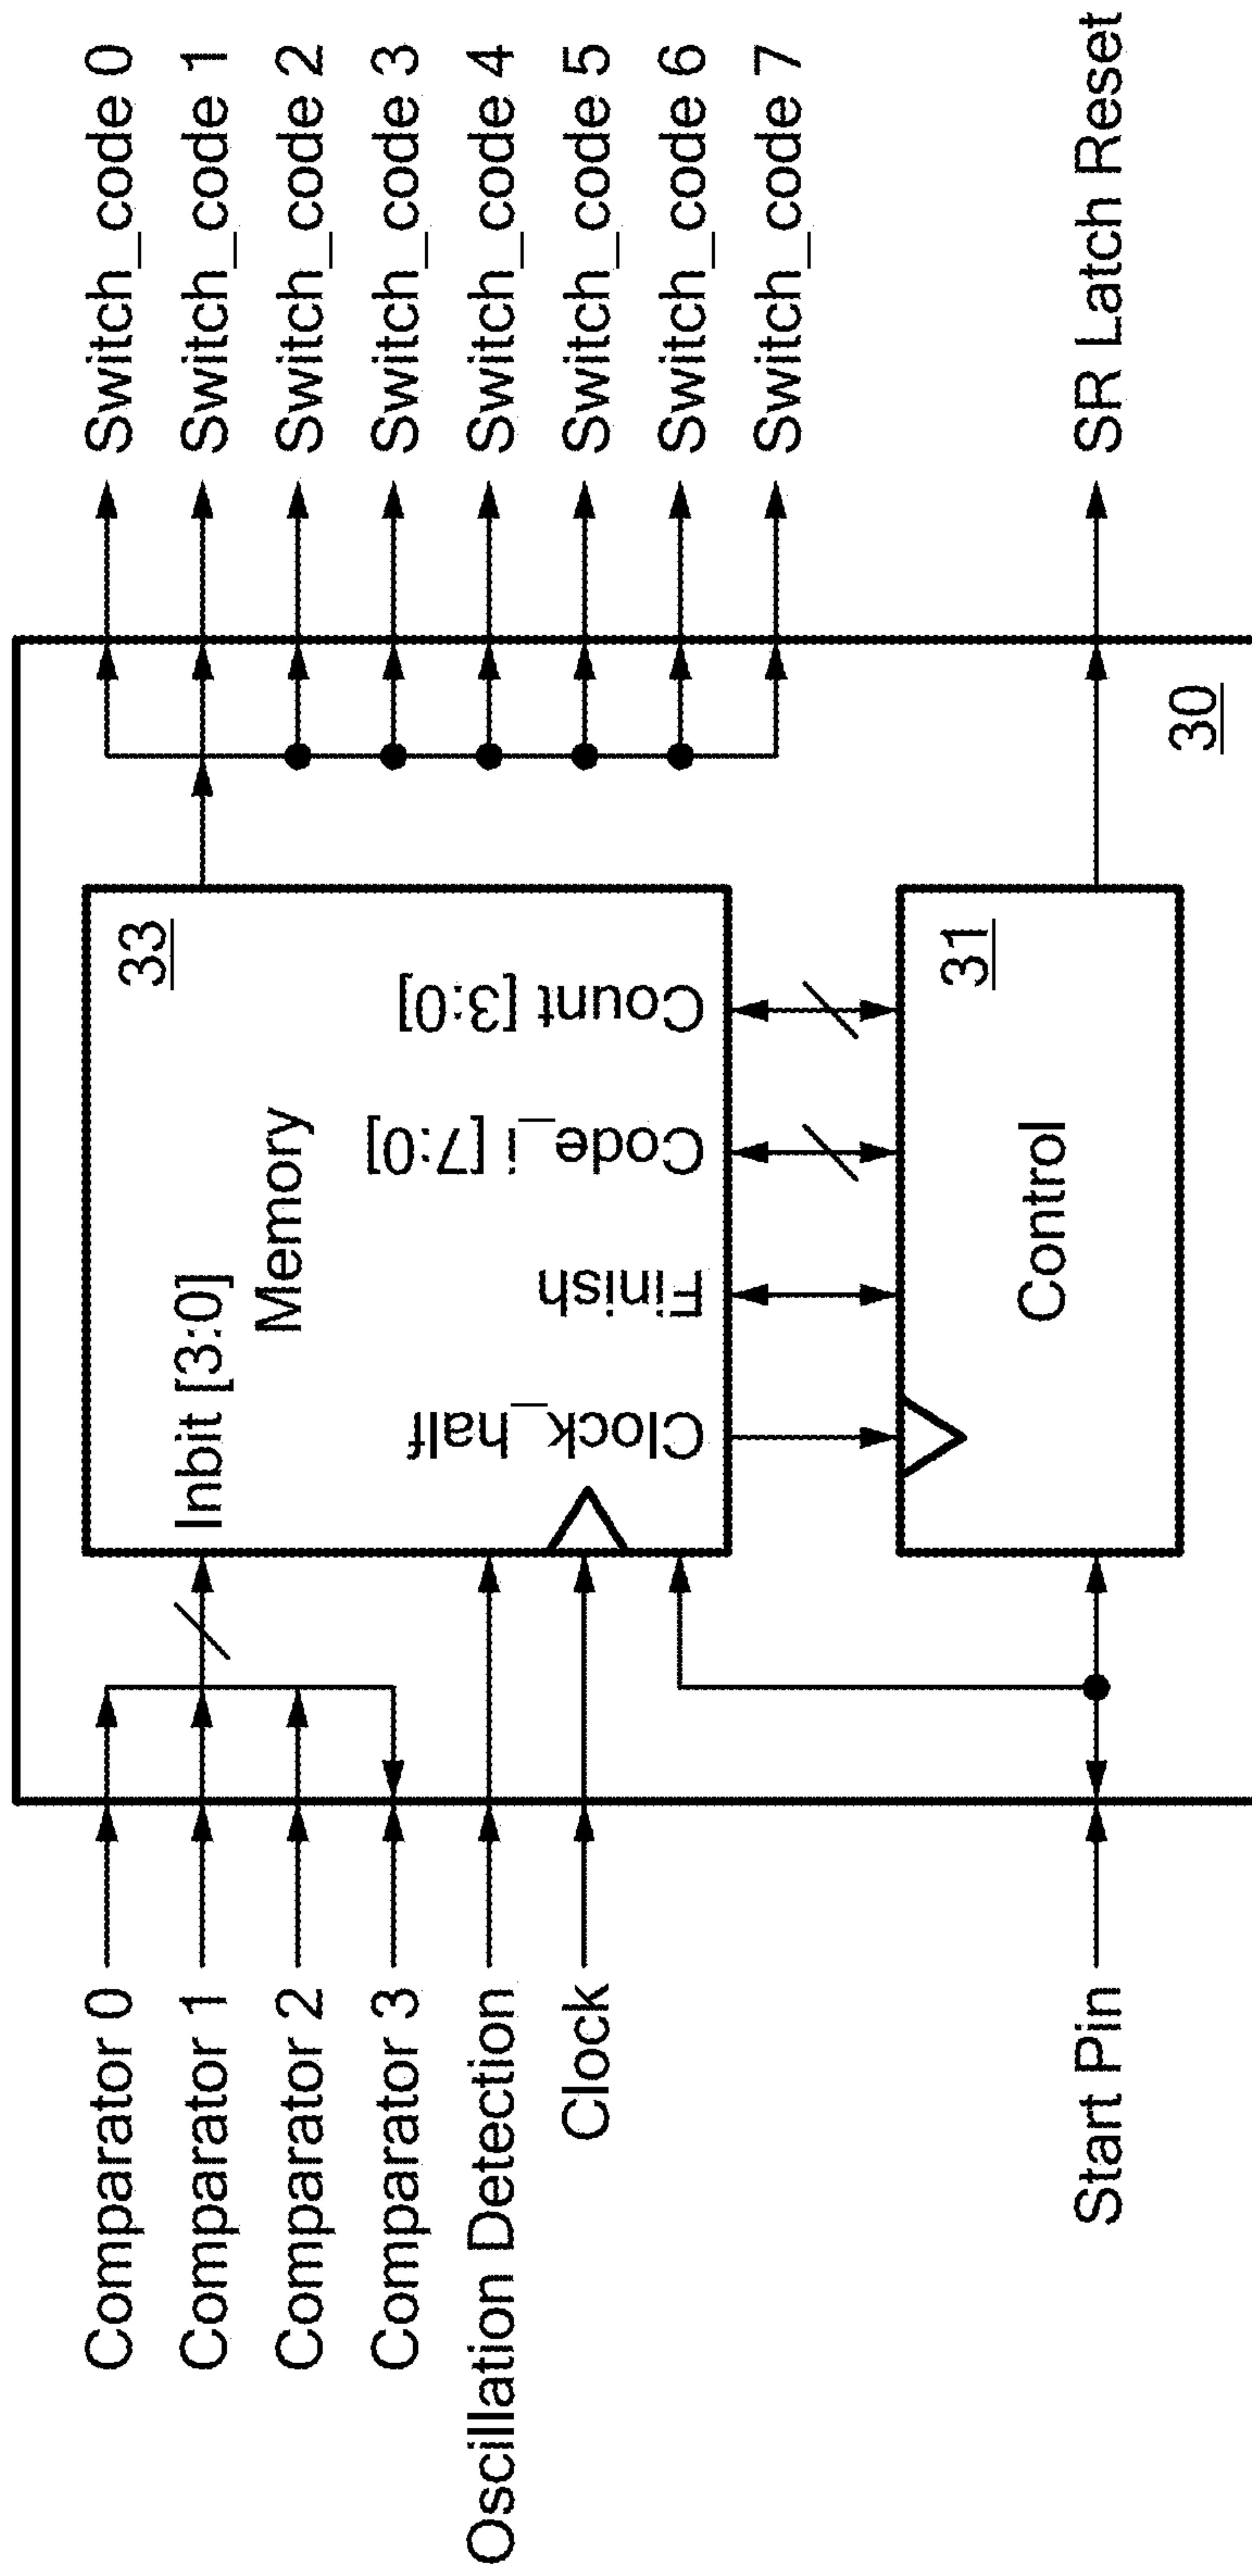 Comparator 0
Comparator 1
Comparator 2
Comparator 3
Oscillation Detection
Clock
Start Pin
Inbit [3:0]
Memory
33
Clock_half
Finish
Code_i [7:0]
Count [3:0]
Control
31
30
Switch_code 0
Switch_code 1
Switch_code 2
Switch_code 3
Switch_code 4
Switch_code 5
Switch_code 6
Switch_code 7
SR Latch Reset